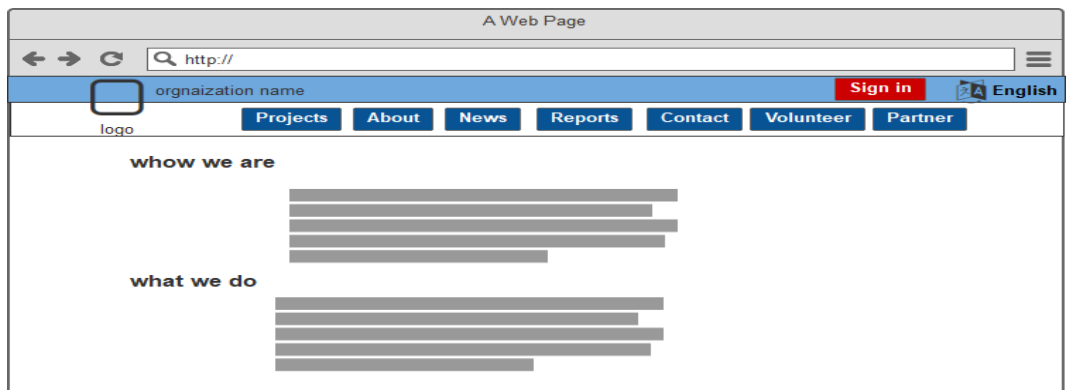 A Web Page
http://
orgnaization name Sign in English
logo Projects About News Reports Contact Volunteer Partner
whow we are
what we do